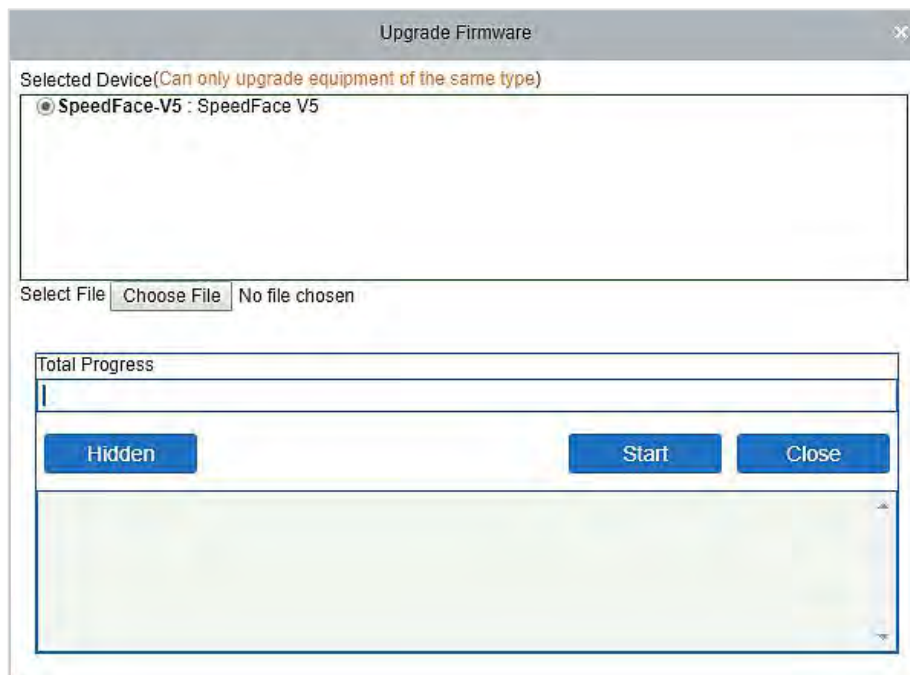 Upgrade Firmware ×
Selected Device(Can only upgrade equipment of the same type)
SpeedFace-V5 : SpeedFace V5
Select File Choose File No file chosen
Total Progress
Hidden Start Close